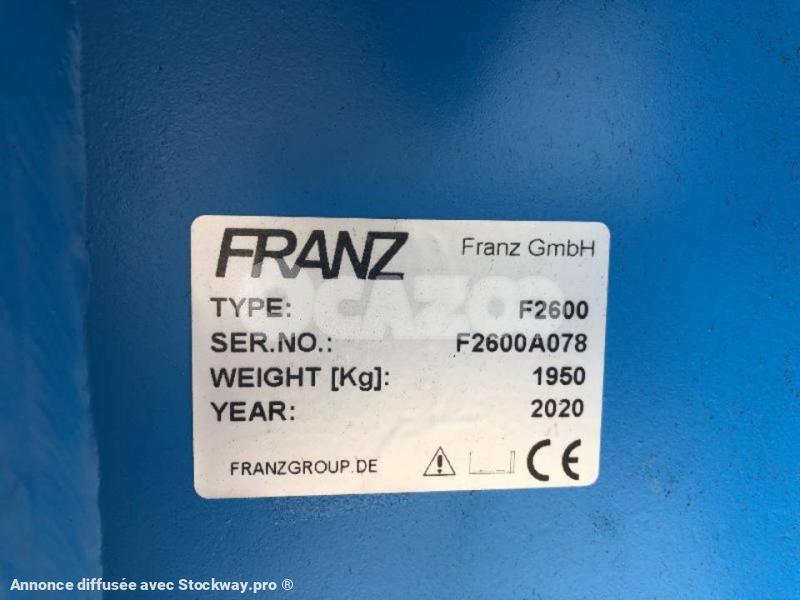 FRANZ Franz GmbH
OCAZOO
TYPE: F2600
SER.NO.: F2600A078
WEIGHT [Kg]: 1950
YEAR: 2020
FRANZGROUP.DE CE
Annonce diffusée avec Stockway.pro ®